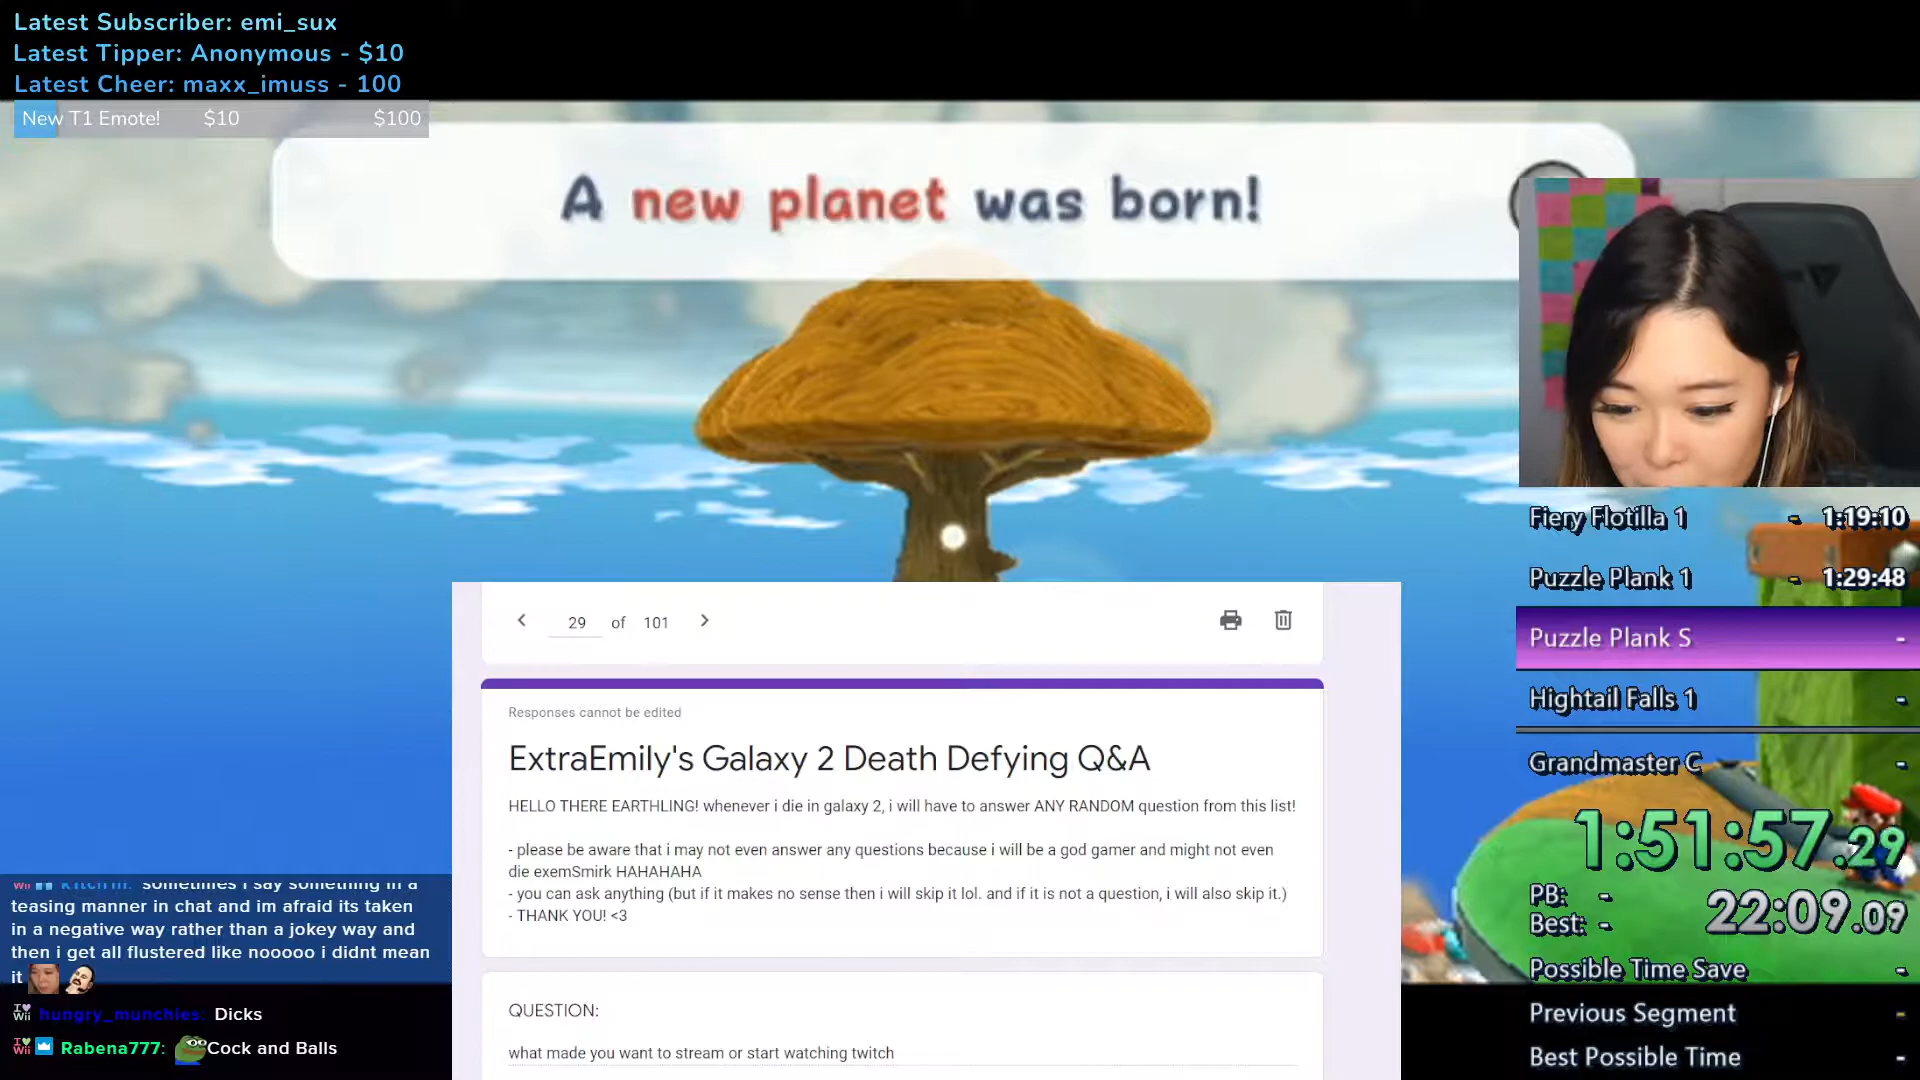 Latest Subscriber: emi_sux
Latest Tipper: Anonymous - $10
Latest Cheer: maxx_imuss - 100
New T1 Emote! $10 $100
A new planet was born!
Fiery Flotilla 1 - 1:19:10
Puzzle Plank 1 - 1:29:48
Puzzle Plank S -
Hightail Falls 1 -
Grandmaster C -
1:51:57.29
PB: -
22:09.09
Best: -
Possible Time Save -
Previous Segment -
Best Possible Time -
29 of 101
Responses cannot be edited
ExtraEmily's Galaxy 2 Death Defying Q&A
HELLO THERE EARTHLING! whenever i die in galaxy 2, i will have to answer ANY RANDOM question from this list!
- please be aware that i may not even answer any questions because i will be a god gamer and might not even
die exemSmirk HAHAHAHA
- you can ask anything (but if it makes no sense then i will skip it lol. and if it is not a question, i will also skip it.)
- THANK YOU! <3
QUESTION:
what made you want to stream or start watching twitch
sometimes i say something in a
teasing manner in chat and im afraid its taken
in a negative way rather than a jokey way and
then i get all flustered like nooooo i didnt mean
it
hungry_munchies: Dicks
Rabena777: Cock and Balls